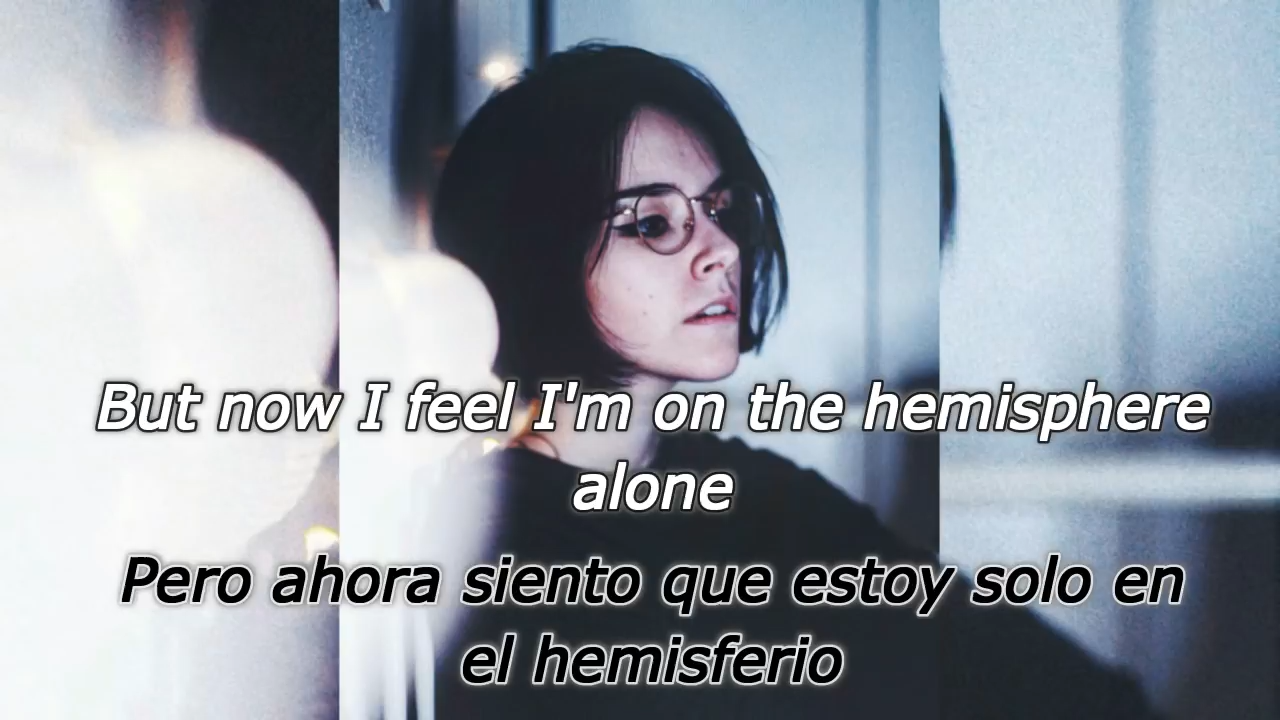 But now I feel I'm on the hemisphere
alone
Pero ahora siento que estoy solo en
el hemisferio